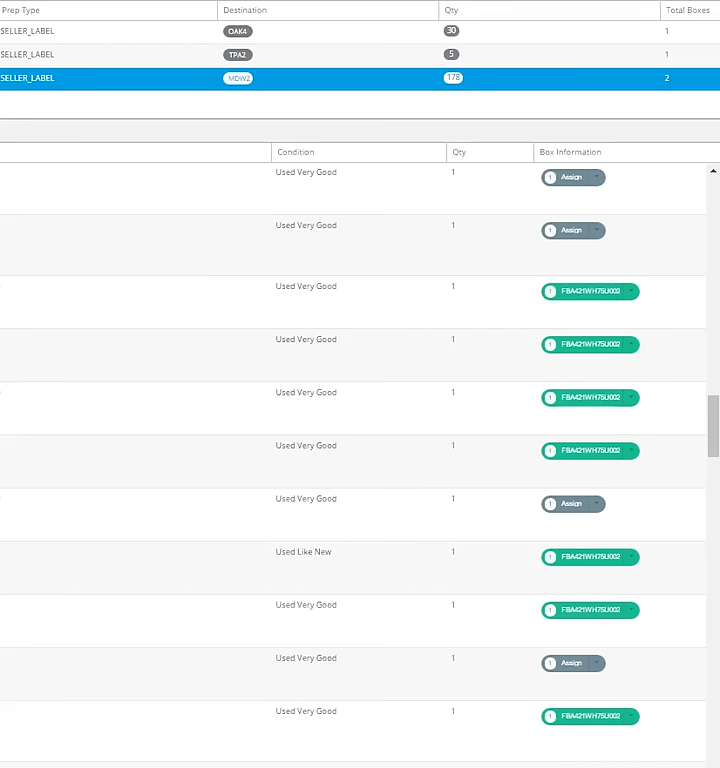 Prep Type Destination Qty Total Boxes
SELLER_LABEL OAK4 30 1
SELLER_LABEL TPA2 5 1
SELLER_LABEL MDW2 178 2
Condition Qty Box Information
Used Very Good 1 1 Assign
Used Very Good 1 1 Assign
Used Very Good 1 1 FBA421WH75U002
Used Very Good 1 1 FBA421WH75U002
Used Very Good 1 1 FBA421WH75U002
Used Very Good 1 1 FBA421WH75U002
Used Very Good 1 1 Assign
Used Like New 1 1 FBA421WH75U002
Used Very Good 1 1 FBA421WH75U002
Used Very Good 1 1 Assign
Used Very Good 1 1 FBA421WH75U002